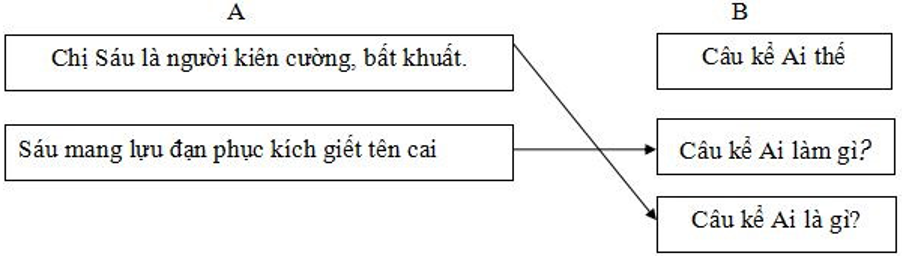 A
B
Chị Sáu là người kiên cường, bất khuất.
Câu kể Ai thế
Sáu mang lựu đạn phục kích giết tên cai
Câu kể Ai làm gì?
Câu kể Ai là gì?